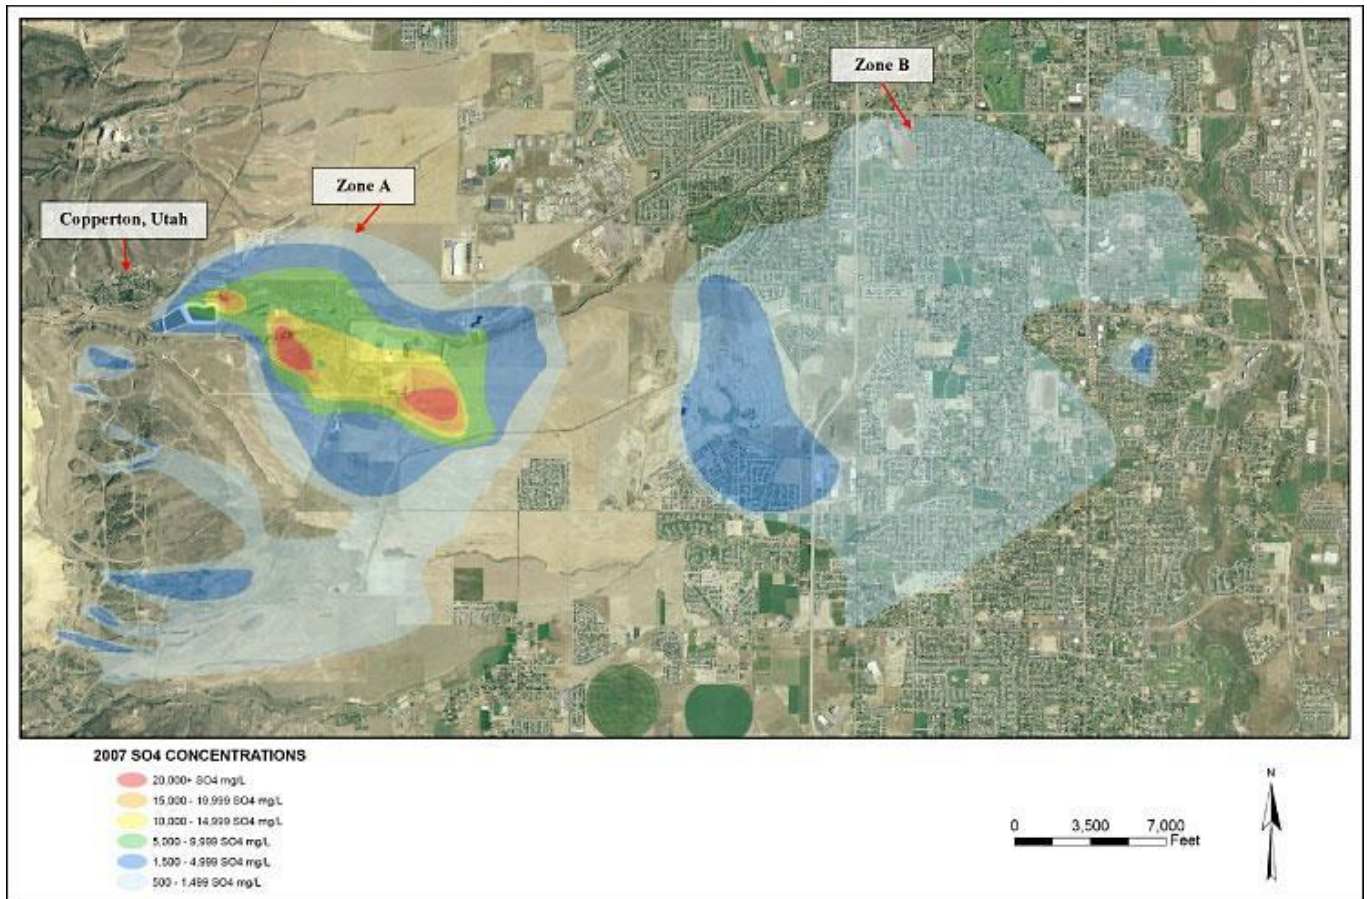 Zone B
Zone A
Copperton, Utah
2007 SO4 CONCENTRATIONS
20,000+ SO4 mg/L
15,000 - 19,999 SO4 mg/L
10,000 - 14,999 SO4 mg/L
5,000 - 9,999 SO4 mg/L
1,500 - 4,999 SO4 mg/L
500 - 1,499 SO4 mg/L
N
0 3,500 7,000
Feet